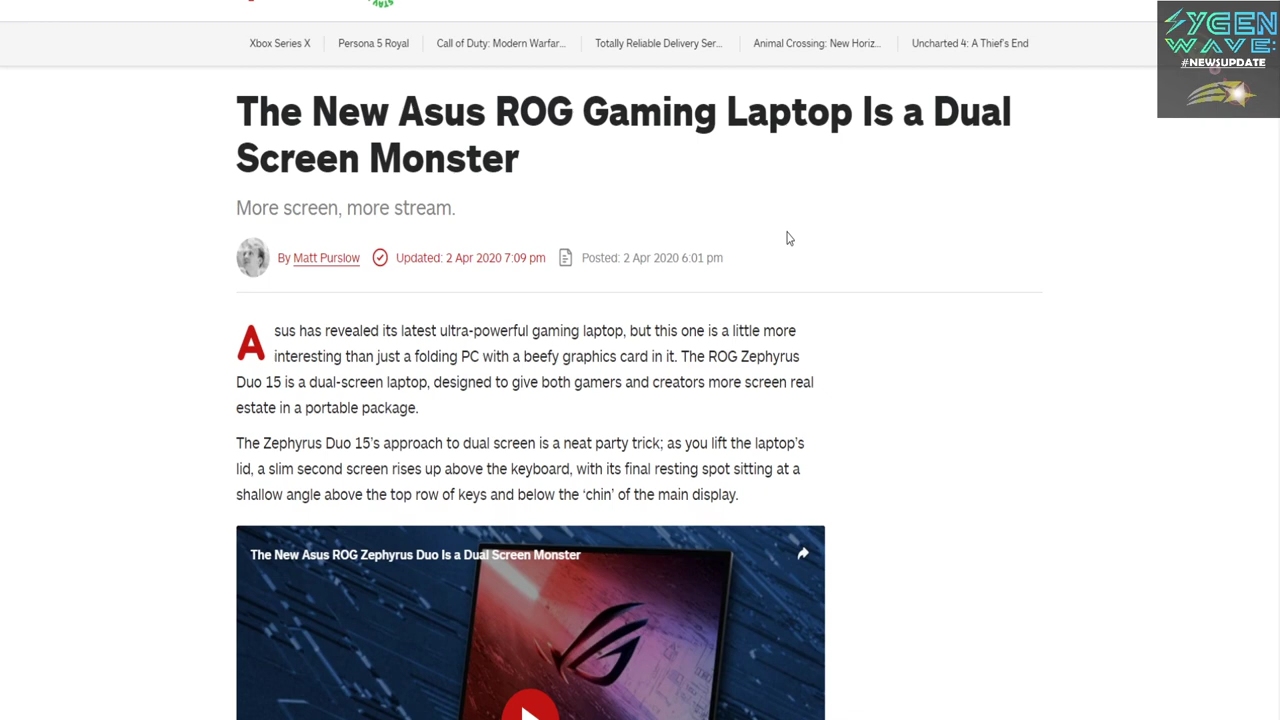 Xbox Series X Persona 5 Royal Call of Duty: Modern Warfar... Totally Reliable Delivery Ser... Animal Crossing: New Horiz... Uncharted 4: A Thief's End
SYGEN
WAVE:
#NEWSUPDATE
The New Asus ROG Gaming Laptop Is a Dual
Screen Monster
More screen, more stream.
By Matt Purslow Updated: 2 Apr 2020 7:09 pm Posted: 2 Apr 2020 6:01 pm
Asus has revealed its latest ultra-powerful gaming laptop, but this one is a little more
interesting than just a folding PC with a beefy graphics card in it. The ROG Zephyrus
Duo 15 is a dual-screen laptop, designed to give both gamers and creators more screen real
estate in a portable package.
The Zephyrus Duo 15's approach to dual screen is a neat party trick; as you lift the laptop's
lid, a slim second screen rises up above the keyboard, with its final resting spot sitting at a
shallow angle above the top row of keys and below the 'chin' of the main display.
The New Asus ROG Zephyrus Duo Is a Dual Screen Monster